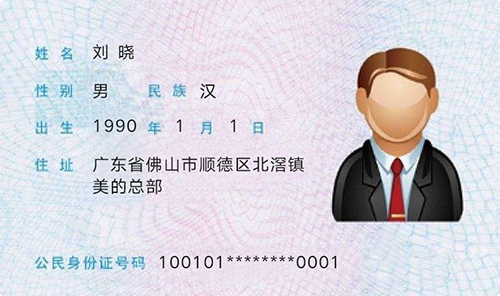 姓 名 刘 晓
性 别 男 民 族 汉
出 生 1990 年 1 月 1 日
住 址 广东省佛山市顺德区北滘镇
美的总部
公民身份证号码 100101********0001